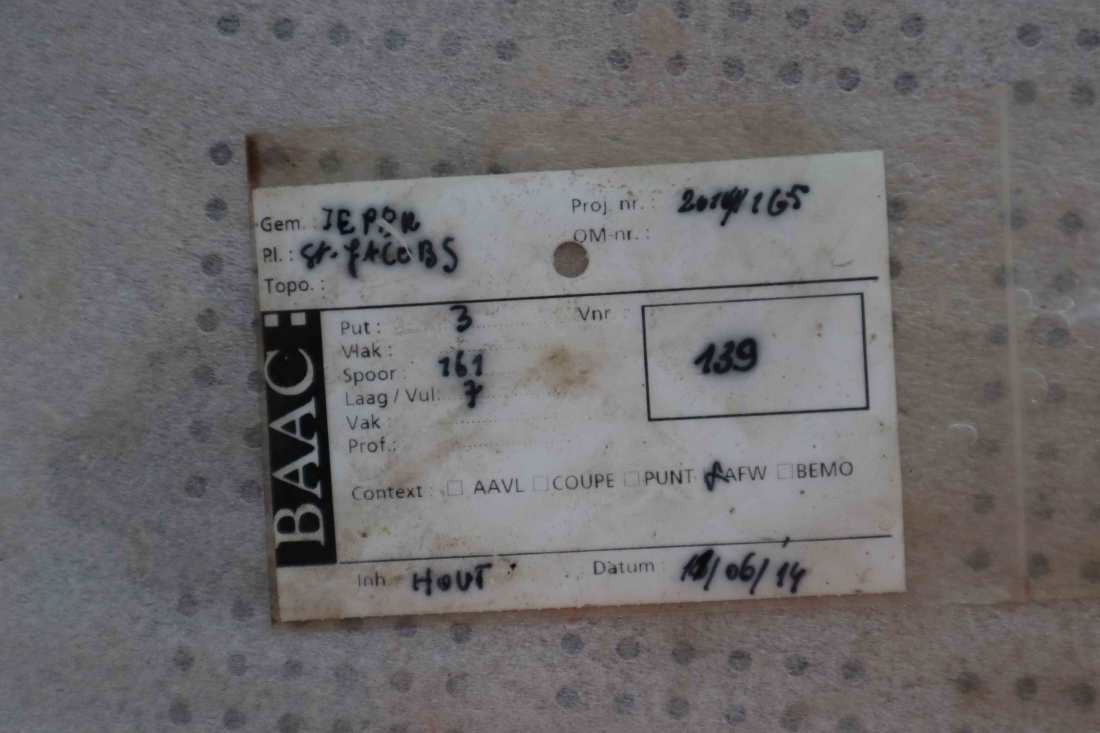 Gem. : IEPER
Proj. nr. : 2014/165
Pl. : St. JACOBS
OM-nr. :
Topo. :
BAAC
Put : 3
Vnr :
139
Vlak :
Spoor : 161
Laag / Vul: 7
Vak :
Prof.:
Context : AAVL COUPE PUNT AFW BEMO
Inh HOUT
Datum : /06/14